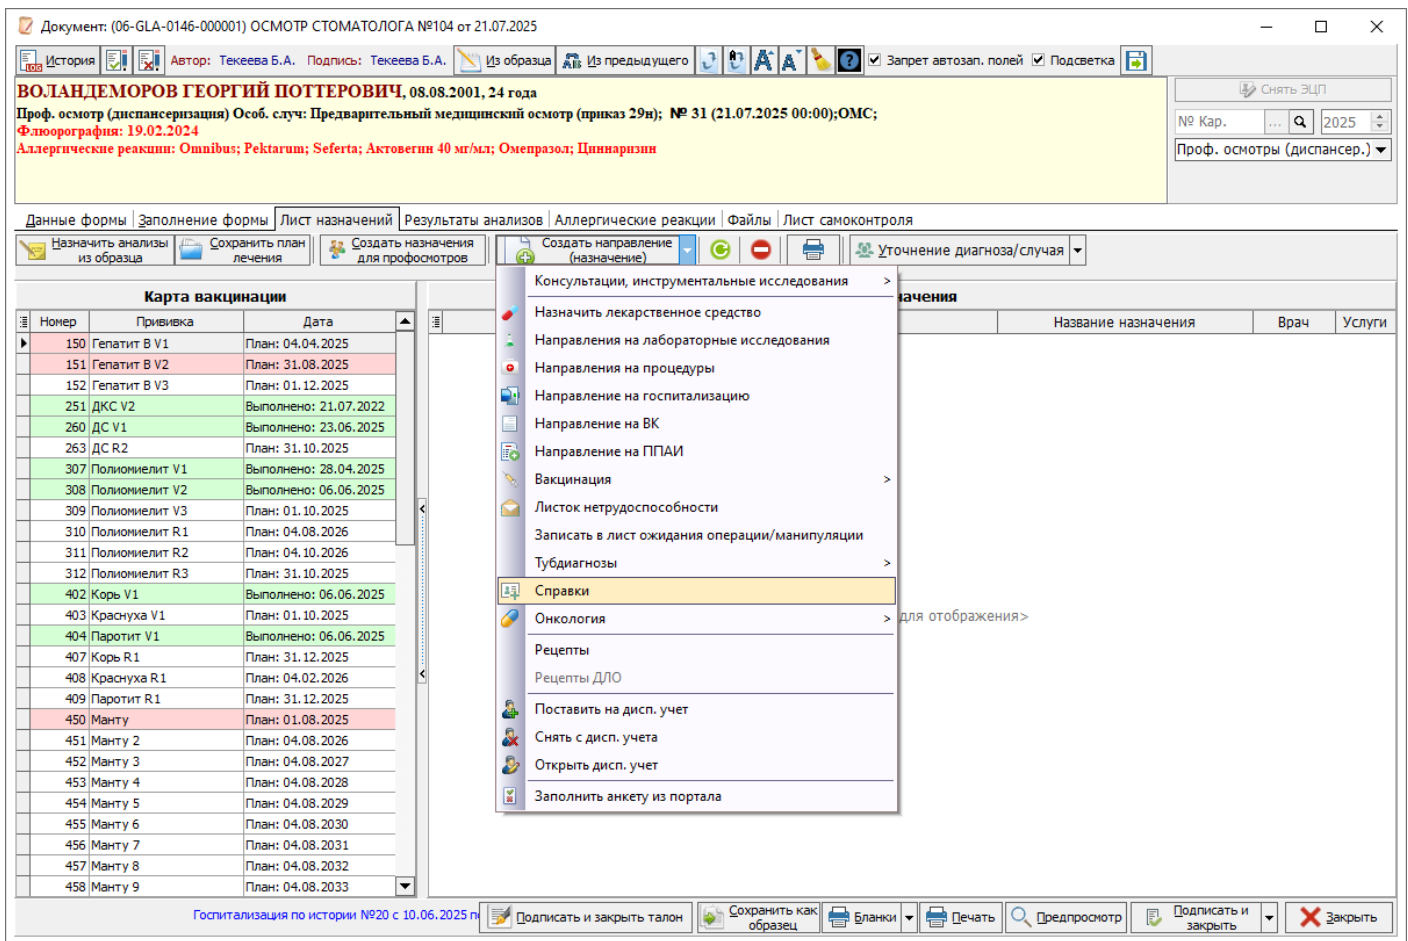 Документ: (06-GLA-0146-000001) ОСМОТР СТОМАТОЛОГА №104 от 21.07.2025
История Автор: Текеева Б.А. Подпись: Текеева Б.А. Из образца Из предыдущего Запрет автозап. полей Подсветка
ВОЛАНДЕМОРОВ ГЕОРГИЙ ПОТТЕРОВИЧ, 08.08.2001, 24 года
Проф. осмотр (диспансеризация) Особ. случ: Предварительный медицинский осмотр (приказ 29н); № 31 (21.07.2025 00:00);ОМС;
Флюорография: 19.02.2024
Аллергические реакции: Omnibus; Pektarum; Seferta; Актовегин 40 мг/мл; Омепразол; Циннаризин
Снять ЭЦП
№ Кар. ... 2025
Проф. осмотры (диспансер.)
Данные формы Заполнение формы Лист назначений Результаты анализов Аллергические реакции Файлы Лист самоконтроля
Назначить анализы из образца
Сохранить план лечения
Создать назначения для профосмотров
Создать направление (назначение)
Уточнение диагноза/случая
Карта вакцинации
Номер Прививка Дата
150 Гепатит В V1 План: 04.04.2025
151 Гепатит В V2 План: 31.08.2025
152 Гепатит В V3 План: 01.12.2025
251 ДКС V2 Выполнено: 21.07.2022
260 ДС V1 Выполнено: 23.06.2025
263 ДС R2 План: 31.10.2025
307 Полиомиелит V1 Выполнено: 28.04.2025
308 Полиомиелит V2 Выполнено: 06.06.2025
309 Полиомиелит V3 План: 01.10.2025
310 Полиомиелит R1 План: 04.08.2026
311 Полиомиелит R2 План: 04.10.2026
312 Полиомиелит R3 План: 31.10.2025
402 Корь V1 Выполнено: 06.06.2025
403 Краснуха V1 План: 01.10.2025
404 Паротит V1 Выполнено: 06.06.2025
407 Корь R1 План: 31.12.2025
408 Краснуха R1 План: 04.02.2026
409 Паротит R1 План: 31.12.2025
450 Манту План: 01.08.2025
451 Манту 2 План: 04.08.2026
452 Манту 3 План: 04.08.2027
453 Манту 4 План: 04.08.2028
454 Манту 5 План: 04.08.2029
455 Манту 6 План: 04.08.2030
456 Манту 7 План: 04.08.2031
457 Манту 8 План: 04.08.2032
458 Манту 9 План: 04.08.2033
Консультации, инструментальные исследования >
Назначить лекарственное средство
Направления на лабораторные исследования
Направления на процедуры
Направление на госпитализацию
Направление на ВК
Направление на ППАИ
Вакцинация >
Листок нетрудоспособности
Записать в лист ожидания операции/манипуляции
Тубдиагнозы >
Справки
Онкология >
Рецепты
Рецепты ДЛО
Поставить на дисп. учет
Снять с дисп. учета
Открыть дисп. учет
Заполнить анкету из портала
начения
Название назначения Врач Услуги
для отображения>
Госпитализация по истории №20 с 10.06.2025 п
Подписать и закрыть талон
Сохранить как образец
Бланки
Печать
Предпросмотр
Подписать и закрыть
Закрыть